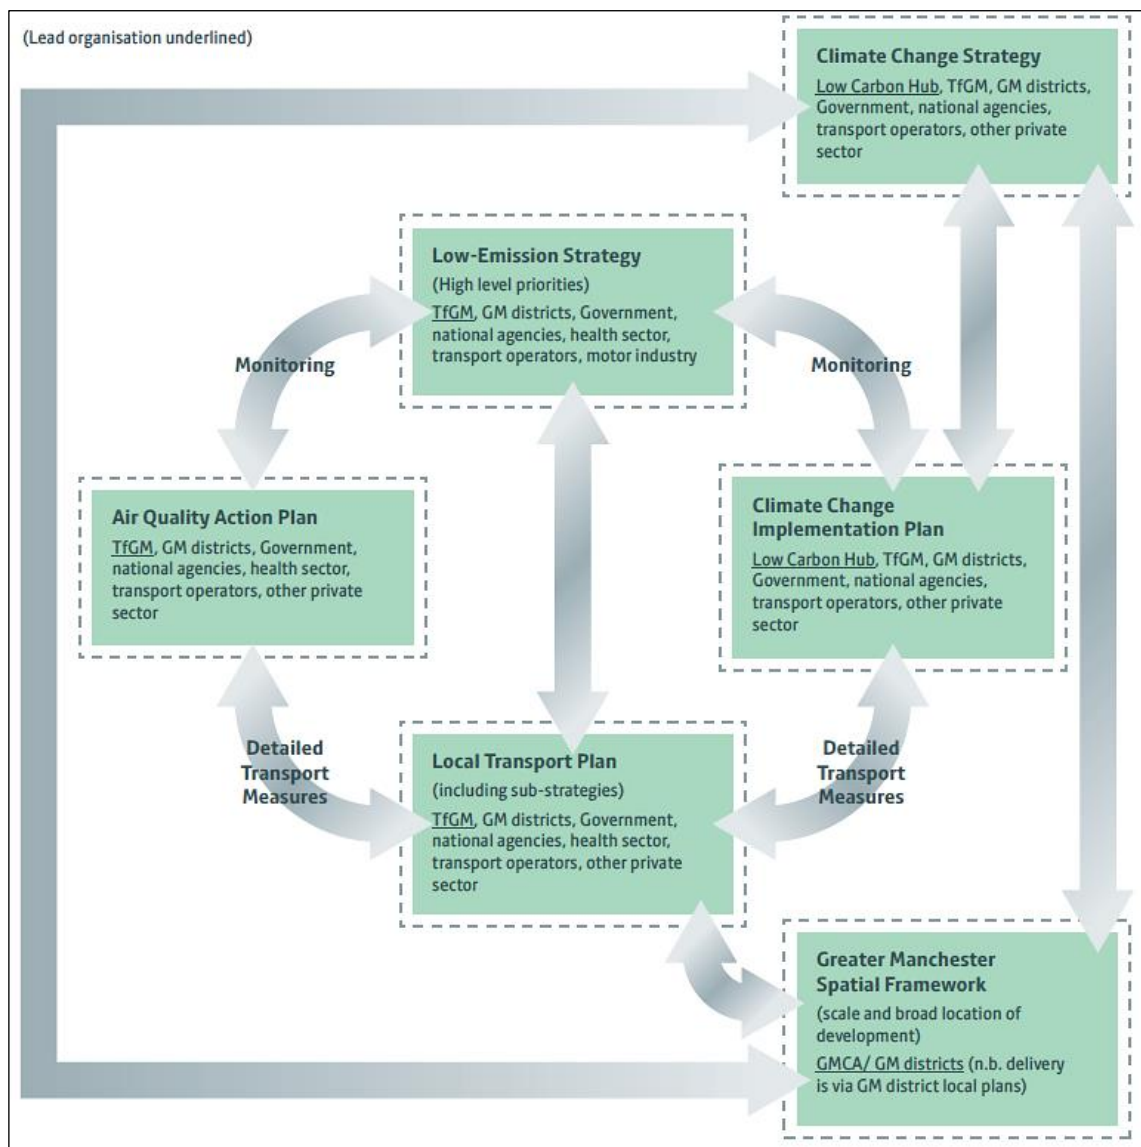 (Lead organisation underlined)
Climate Change Strategy
Low Carbon Hub, TfGM, GM districts,
Government, national agencies,
transport operators, other private
sector
Low-Emission Strategy
(High level priorities)
TfGM, GM districts, Government,
national agencies, health sector,
transport operators, motor industry
Monitoring
Monitoring
Air Quality Action Plan
TfGM, GM districts, Government,
national agencies, health sector,
transport operators, other private
sector
Climate Change
Implementation Plan
Low Carbon Hub, TfGM, GM districts,
Government, national agencies,
transport operators, other private
sector
Detailed
Transport
Measures
Local Transport Plan
(including sub-strategies)
TfGM, GM districts, Government,
national agencies, health sector,
transport operators, other private
sector
Detailed
Transport
Measures
Greater Manchester
Spatial Framework
(scale and broad location of
development)
GMCA/ GM districts (n.b. delivery
is via GM district local plans)